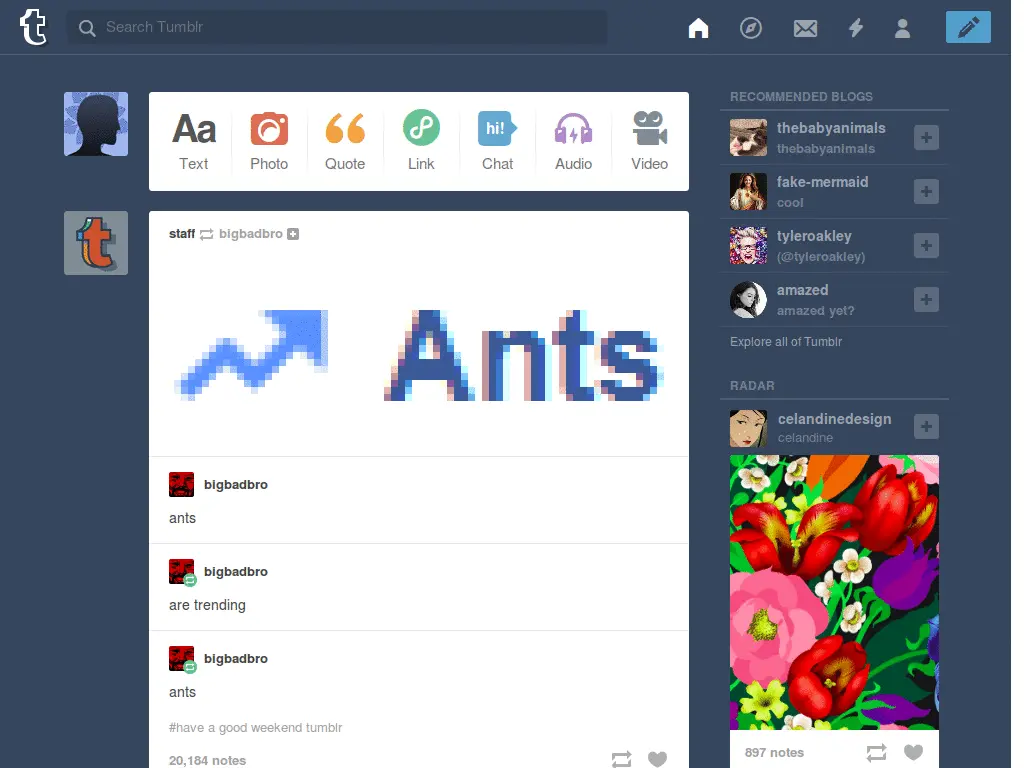 t
Search Tumblr
Aa
Text
Photo
Quote
Link
hi!
Chat
Audio
Video
t
staff bigbadbro
Ants
bigbadbro
ants
bigbadbro
are trending
bigbadbro
ants
#have a good weekend tumblr
20,184 notes
RECOMMENDED BLOGS
thebabyanimals
thebabyanimals
fake-mermaid
cool
tyleroakley
(@tyleroakley)
amazed
amazed yet?
Explore all of Tumblr
RADAR
celandinedesign
celandine
897 notes